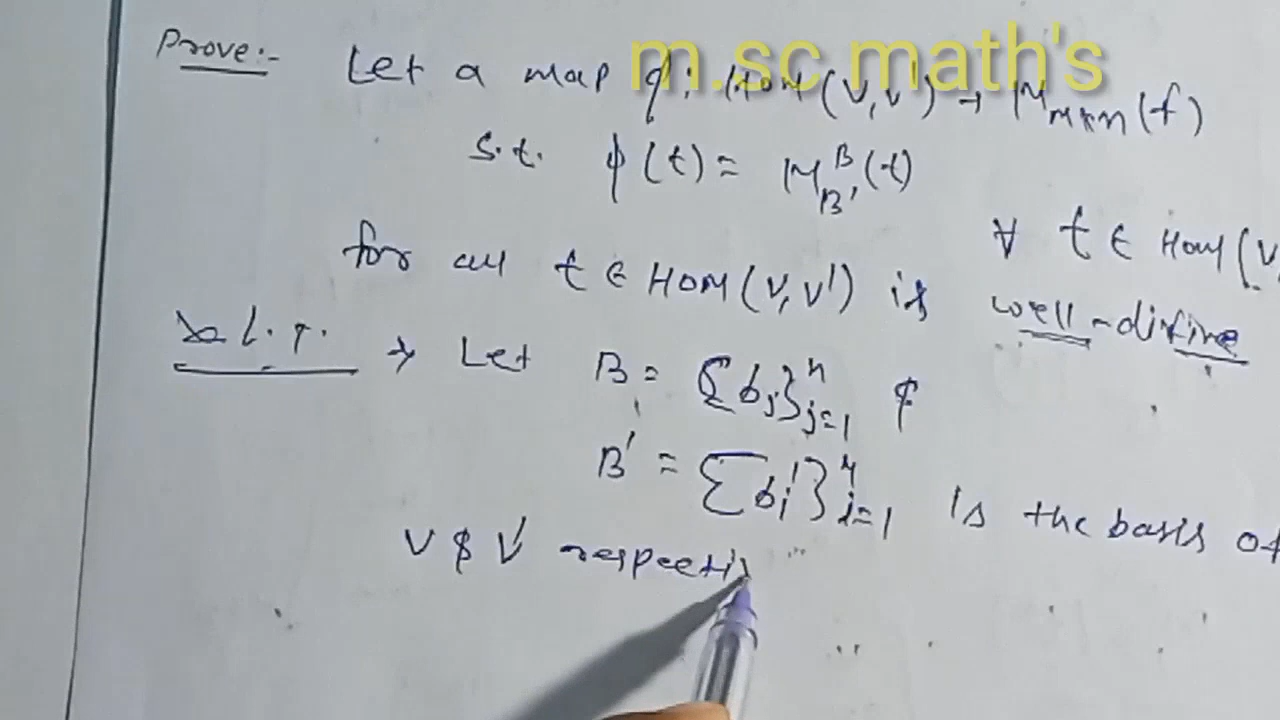 m.sc math's
Prove:- Let a map φ: HOM(V,V') → M_{m×n}(f)
s.t. φ(t) = M_{B'}^{B}(t)
∀ t ∈ HOM(V,
for all t ∈ HOM(V,V') is well-difine
→ Let B = {b_j}_{j=1}^{n} &
B' = {b_i'}_{i=1} is the basis of
V & V' respecti